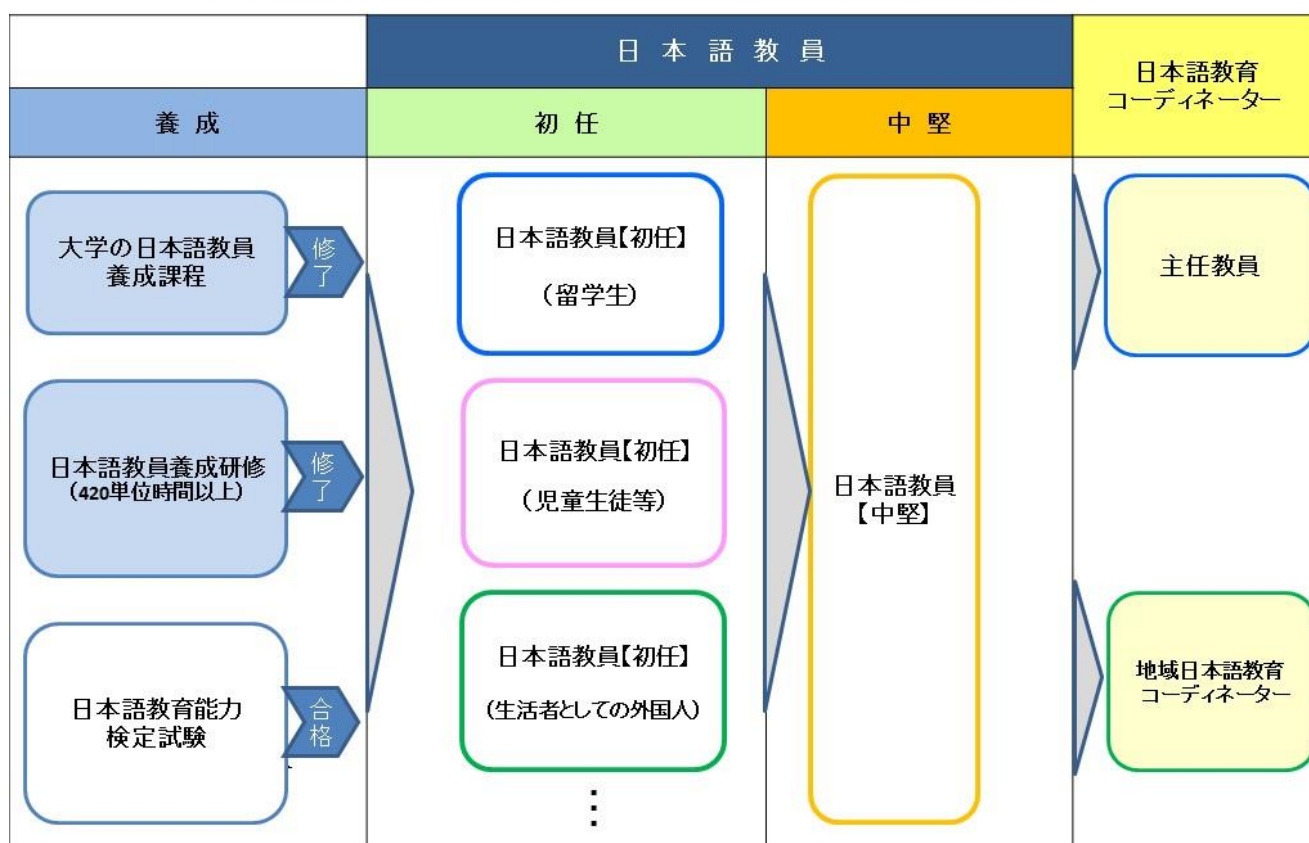 日本語教員
日本語教育
コーディネーター
養成
初任
中堅
大学の日本語教員
養成課程
修了
日本語教員【初任】
(留学生)
主任教員
日本語教員養成研修
(420単位時間以上)
修了
日本語教員【初任】
(児童生徒等)
日本語教員
【中堅】
日本語教育能力
検定試験
合格
日本語教員【初任】
(生活者としての外国人)
⋮
地域日本語教育
コーディネーター